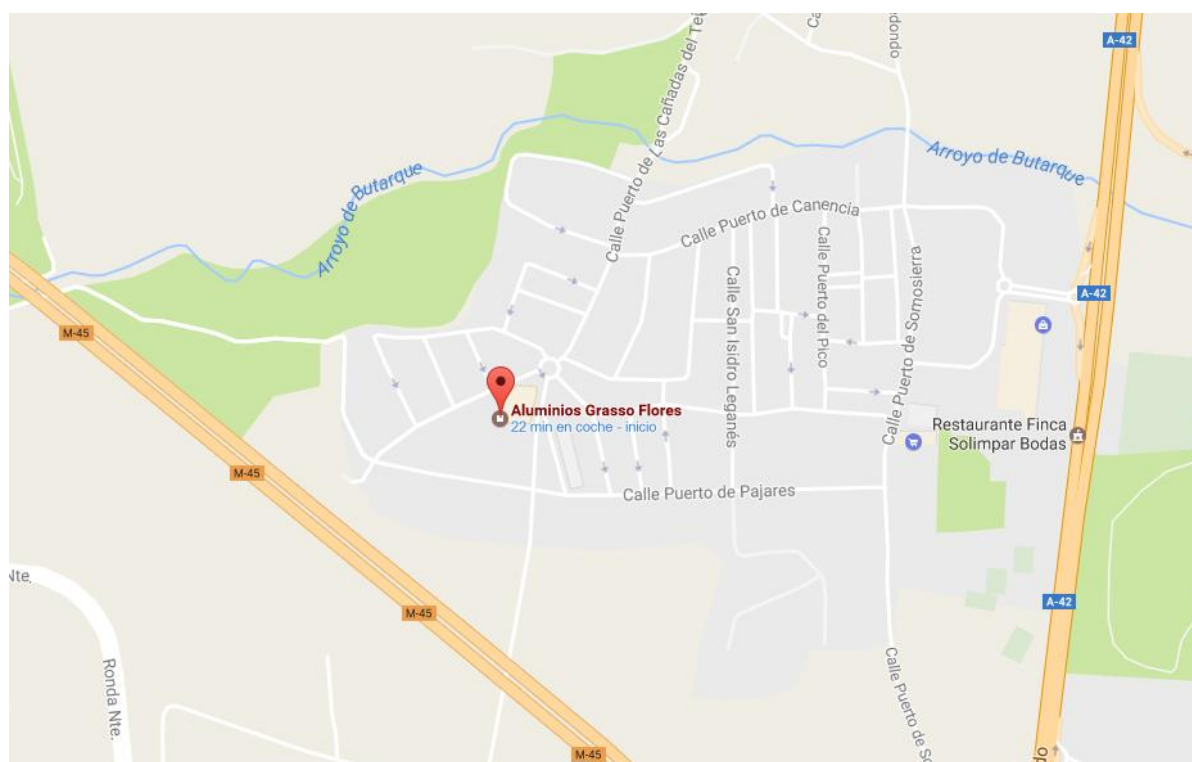 A-42
Calle Puerto de Las Cañadas del Tei
edondo
Arroyo de Butarque
Arroyo de Butarque
Calle Puerto de Canencia
Calle Puerto del Pico
Calle San Isidro Leganés
Calle Puerto de Somosierra
A-42
M-45
Aluminios Grasso Flores
22 min en coche - inicio
Restaurante Finca
Solimpar Bodas
M-45
Calle Puerto de Pajares
Nte.
A-42
M-45
Ronda Nte.
Calle Puerto de So
M-45